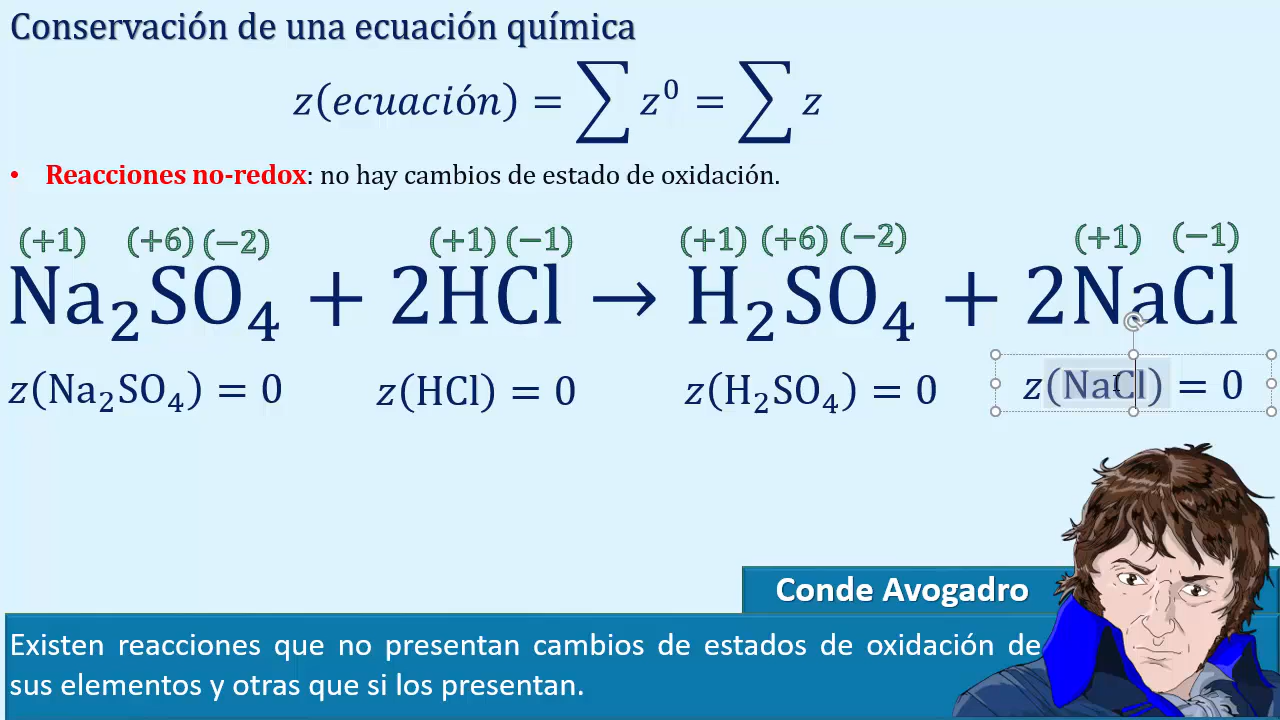 Conservación de una ecuación química
z(ecuación) = ∑ z⁰ = ∑ z
• Reacciones no-redox: no hay cambios de estado de oxidación.
(+1) (+6) (−2) (+1) (−1) (+1) (+6) (−2) (+1) (−1)
Na₂SO₄ + 2HCl → H₂SO₄ + 2NaCl
z(Na₂SO₄) = 0 z(HCl) = 0 z(H₂SO₄) = 0 z(NaCl) = 0
Conde Avogadro
Existen reacciones que no presentan cambios de estados de oxidación de
sus elementos y otras que si los presentan.